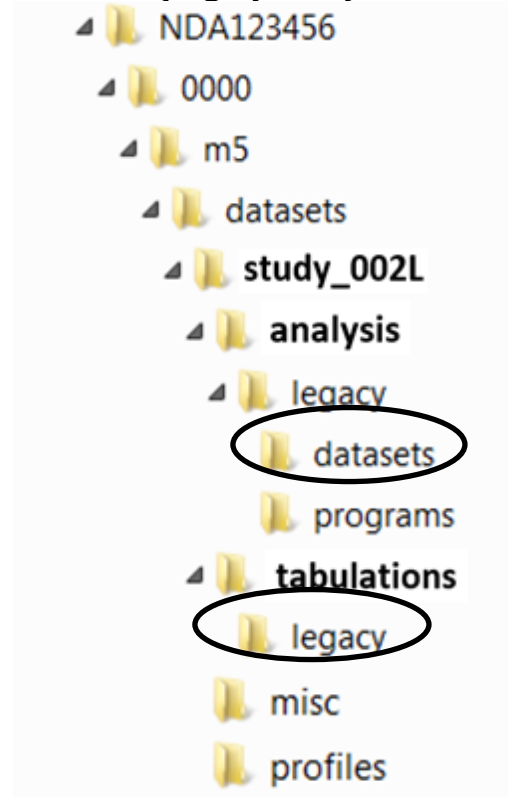 NDA123456
0000
m5
datasets
study_002L
analysis
legacy
datasets
programs
tabulations
legacy
misc
profiles